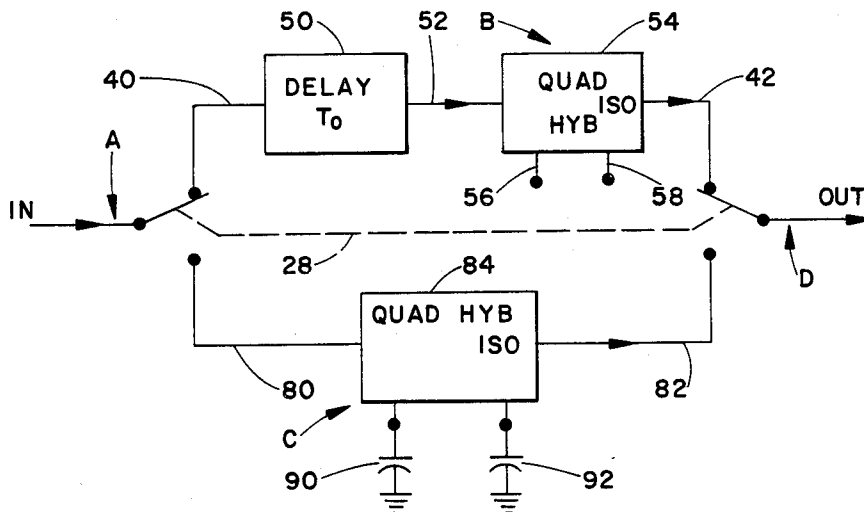 50
52
B
54
40
DELAY
T0
QUAD
ISO
HYB
42
A
56
58
IN
OUT
28
84
D
QUAD HYB
ISO
80
82
C
90
92